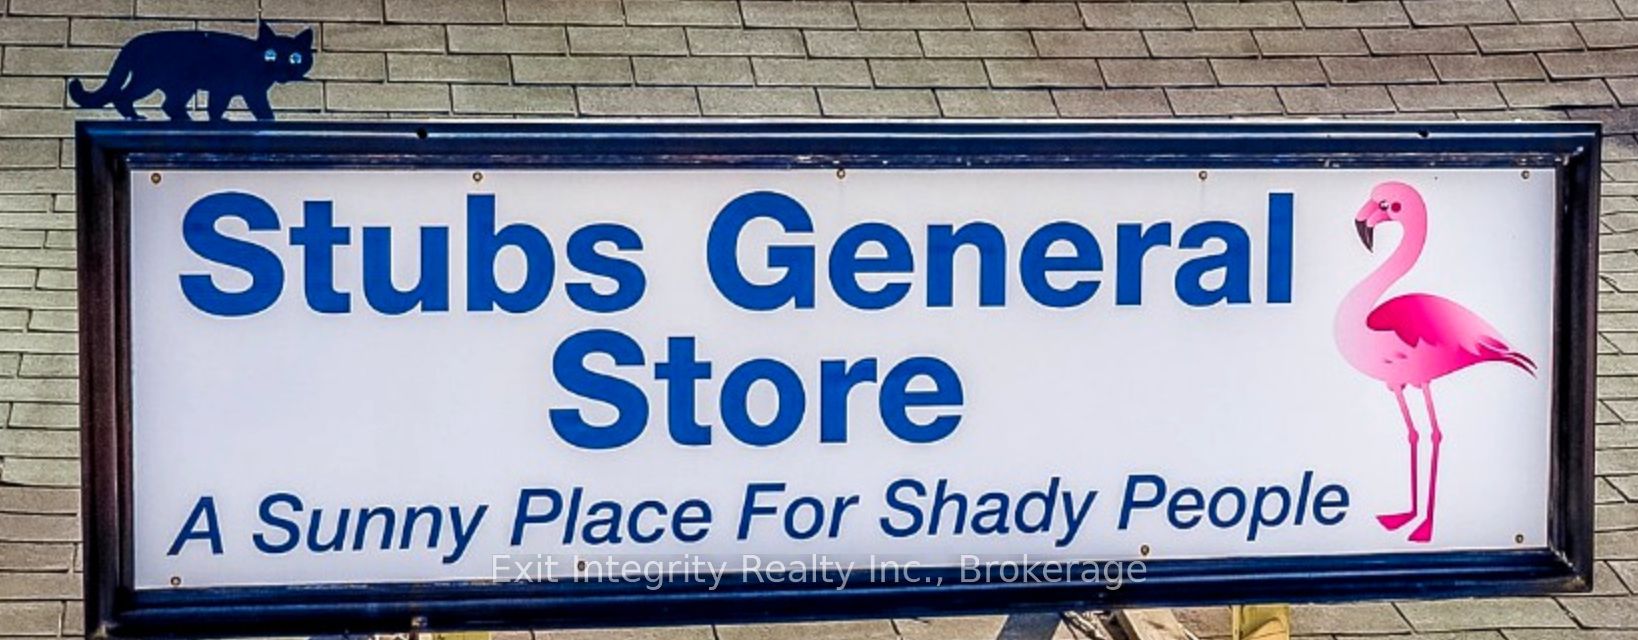 Stubs General
Store
A Sunny Place For Shady People
Exit Integrity Realty Inc., Brokerage